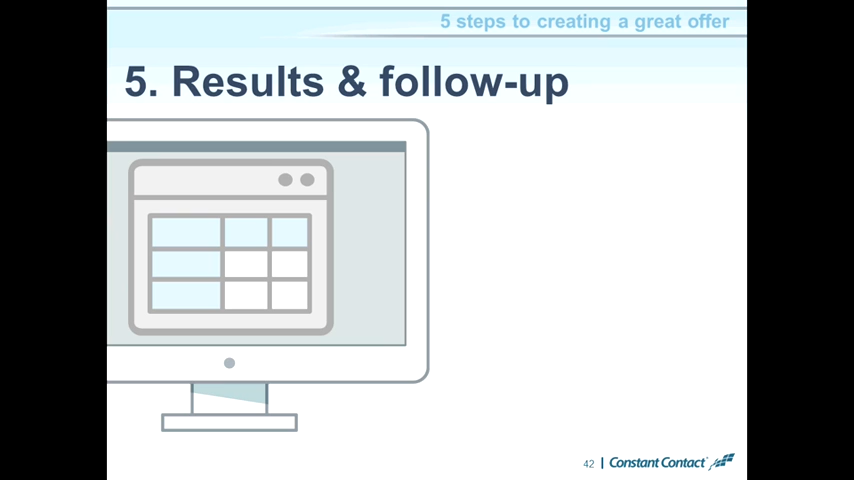 5 steps to creating a great offer
5. Results & follow-up
42 | Constant Contact